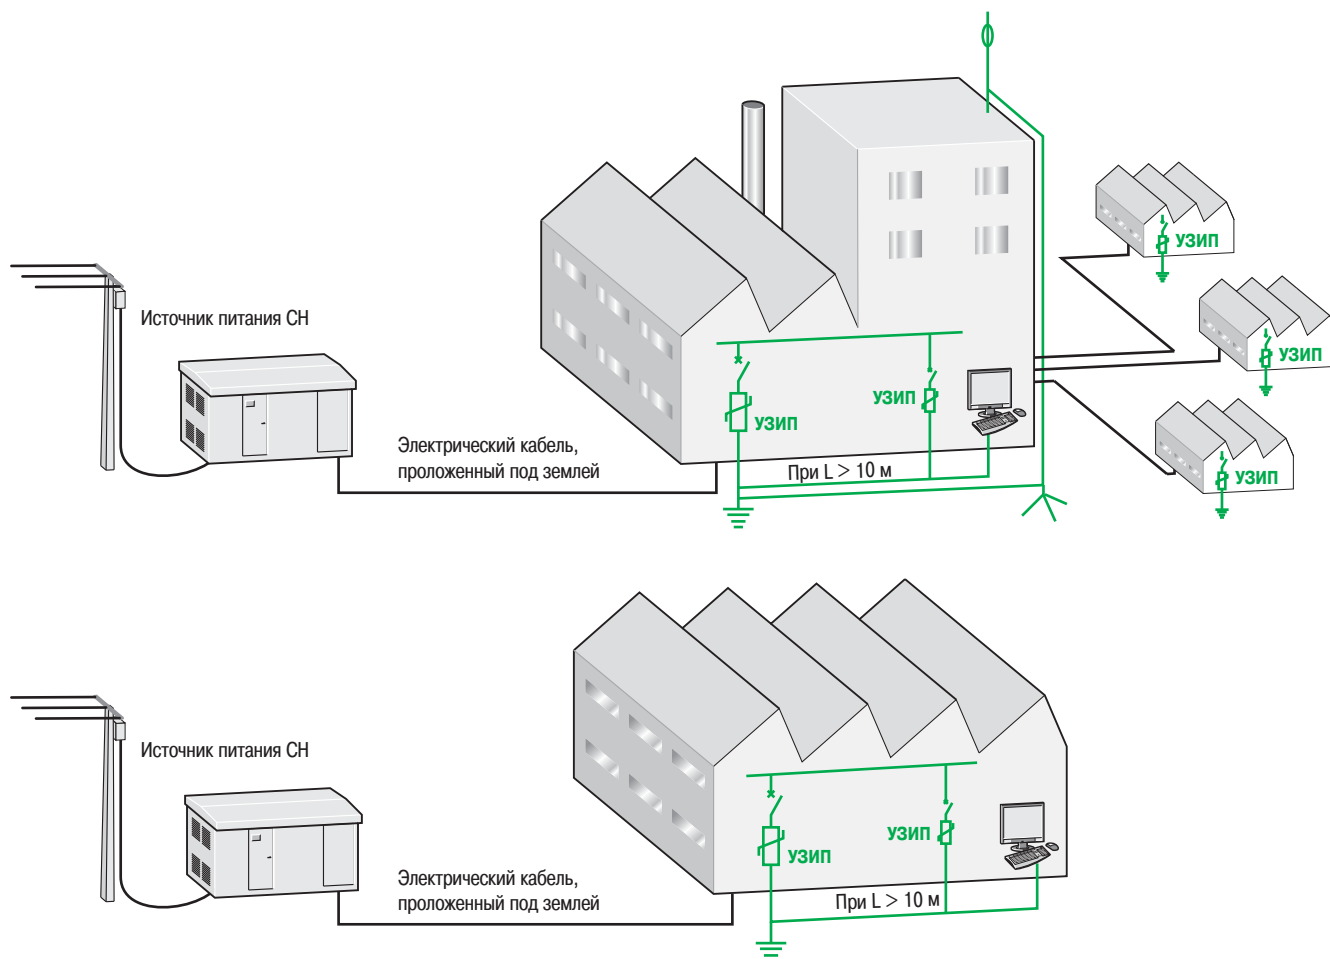 УЗИП
Источник питания СН
УЗИП
УЗИП
УЗИП
Электрический кабель,
проложенный под землей
При L > 10 м
УЗИП
Источник питания СН
УЗИП
УЗИП
Электрический кабель,
проложенный под землей
При L > 10 м